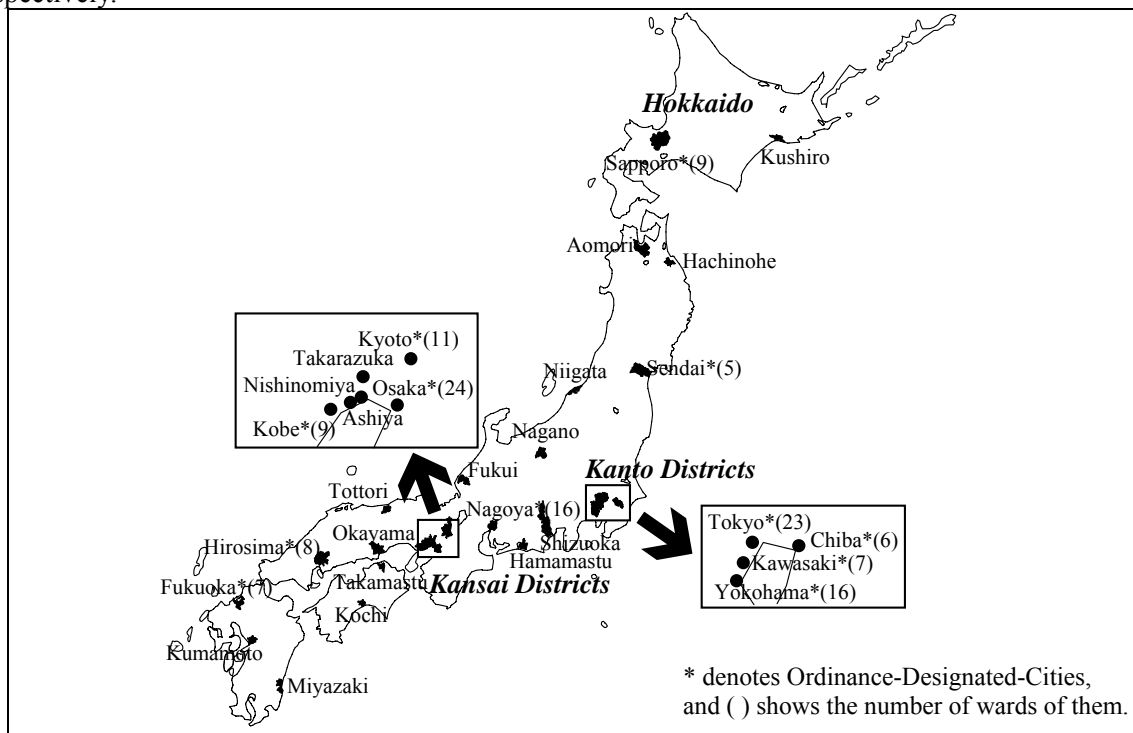 Hokkaido
Sapporo*(9)
Kushiro
Aomori
Hachinohe
Kyoto*(11)
Takarazuka
Nishinomiya
Osaka*(24)
Ashiya
Kobe*(9)
Niigata
Sendai*(5)
Nagano
Kanto Districts
Fukui
Tottori
Nagoya*(16)
Okayama
Shizuoka
Hirosima*(8)
Hamamastu
Takamastu
Kansai Districts
Fukuoka*(7)
Kochi
Kumamoto
Miyazaki
Tokyo*(23)
Chiba*(6)
Kawasaki*(7)
Yokohama*(16)
* denotes Ordinance-Designated-Cities,
and ( ) shows the number of wards of them.